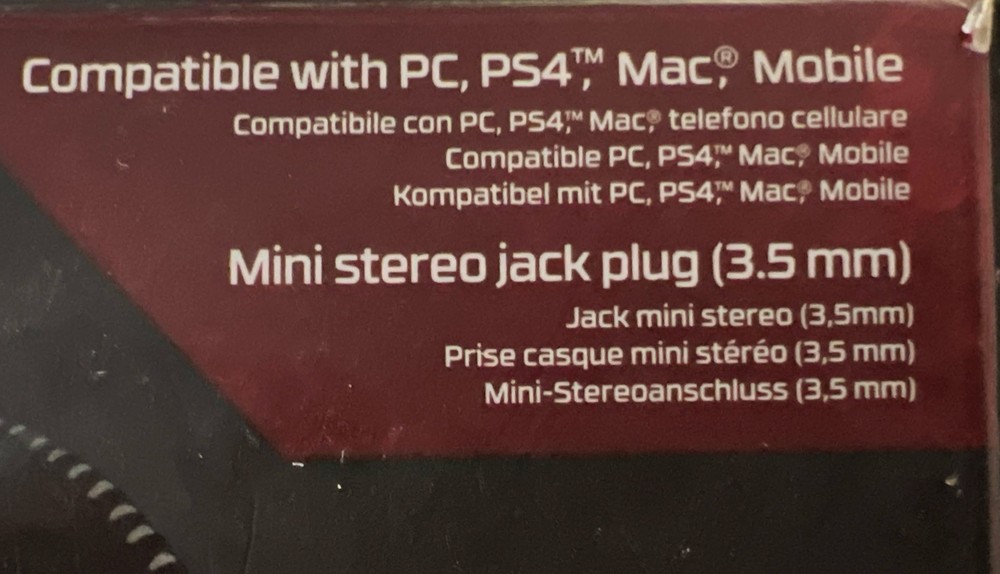 Compatible with PC, PS4™, Mac®, Mobile
Compatibile con PC, PS4,™ Mac®, telefono cellulare
Compatible PC, PS4,™ Mac®, Mobile
Kompatibel mit PC, PS4,™ Mac®, Mobile
Mini stereo jack plug (3.5 mm)
Jack mini stereo (3,5mm)
Prise casque mini stéréo (3,5 mm)
Mini-Stereoanschluss (3,5 mm)